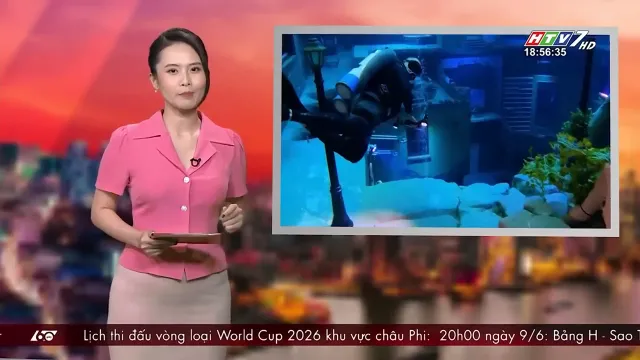 HTV7 HD
18:56:35
60 Lịch thi đấu vòng loại World Cup 2026 khu vực châu Phi: 20h00 ngày 9/6: Bảng H - Sao T